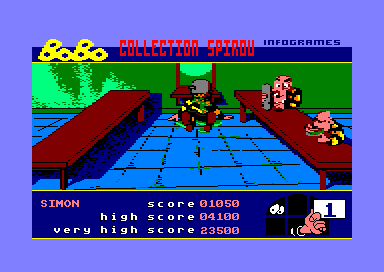 BOBO COLLECTION SPIROU INFOGRAMES
SIMON score 01050
high score 04100
very high score 23500
1